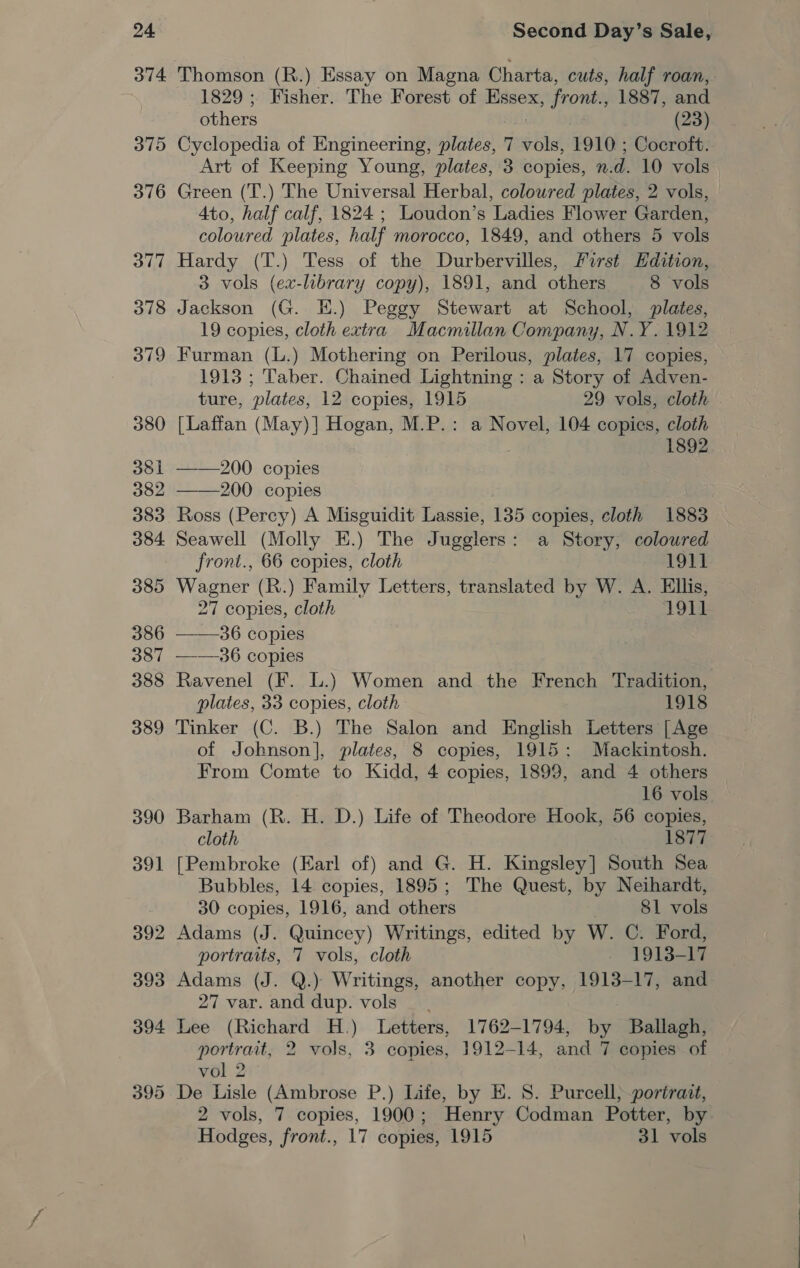 24 Second Day's Sale,
374 Thomson (R.) Essay on Magna Charta, cuts, half roan,
1829 ; Fisher. The Forest of Essex, front., 1887, and
others (23)
375 Cyclopedia of Engineering, plates, 7 vols, 1910 ; Cocroft.
Art of Keeping Young, plates, 3 copies, n.d. 10 vols
376 Green (T.) The Universal Herbal, coloured plates, 2 vols,
4to, half calf, 1824 ; Loudon's Ladies Flower Garden,
coloured plates, half morocco, 1849, and others 5 vols
377 Hardy (T.) Tess of the Durbervilles, First Edition,
3 vols (ex-library copy), 1891, and others 8 vols
378 Jackson (G. E.) Peggy Stewart at School, plates,
19 copies, cloth extra Macmillan Company, N.Y. 1912
379 Furman (L.) Mothering on Perilous, plates, 17 copies,
1913 ; Taber. Chained Lightning : a Story of Adven-
ture, plates, 12 copies, 1915 29 vols, cloth
380 [Laffan (May)] Hogan, M.P. : a Novel, 104 copies, cloth
1892
381 ——200 copies
382 ——200 copies
383 Ross (Percy) A Misguidit Lassie, 135 copies, cloth 1883
384 Seawell (Molly E.) The Jugglers : a Story, coloured
front., 66 copies, cloth 1911
385 Wagner (R.) Family Letters, translated by W. A. Ellis,
27 copies, cloth 1911
386 ——36 copies
387 ——36 copies
388 Ravenel (F. L.) Women and the French Tradition,
plates, 33 copies, cloth 1918
389 Tinker (C. B.) The Salon and English Letters [Age
of Johnson], plates, 8 copies, 1915 : Mackintosh.
From Comte to Kidd, 4 copies, 1899, and 4 others
16 vols
390 Barham (R. H. D.) Life of Theodore Hook, 56 copies,
cloth 1877
391 [Pembroke (Earl of) and G. H. Kingsley] South Sea
Bubbles, 14 copies, 1895 ; The Quest, by Neihardt,
30 copies, 1916, and others 81 vols
392 Adams (J. Quincey) Writings, edited by W. C. Ford,
portraits, 7 vols, cloth 1913-17
393 Adams (J. Q.) Writings, another copy, 1913-17, and
27 var. and dup. vols
394 Lee (Richard H.) Letters, 1762-1794, by Ballagh,
portrait, 2 vols, 3 copies, 1912-14, and 7 copies of
vol 2
395 De Lisle (Ambrose P.) Life, by E. S. Purcell, portrait,
2 vols, 7 copies, 1900 ; Henry Codman Potter, by
Hodges, front., 17 copies, 1915 31 vols